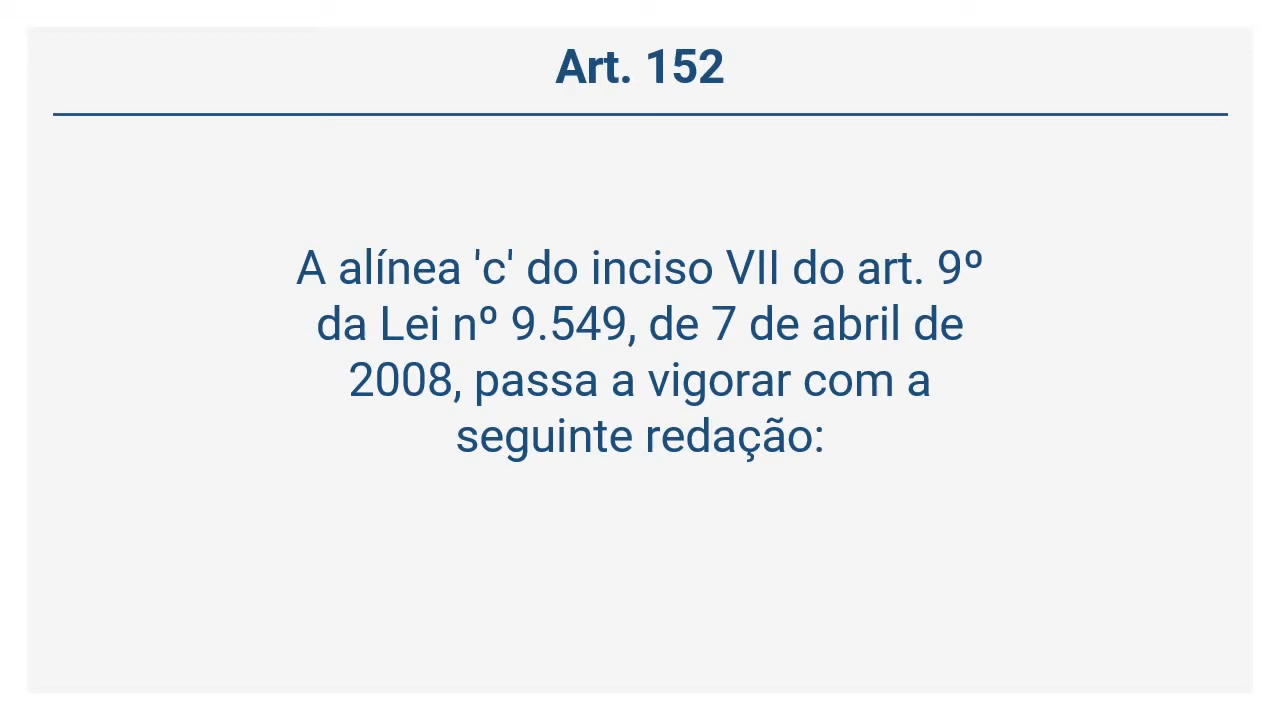 Art. 152
A alínea 'c' do inciso VII do art. 9º
da Lei nº 9.549, de 7 de abril de
2008, passa a vigorar com a
seguinte redação: